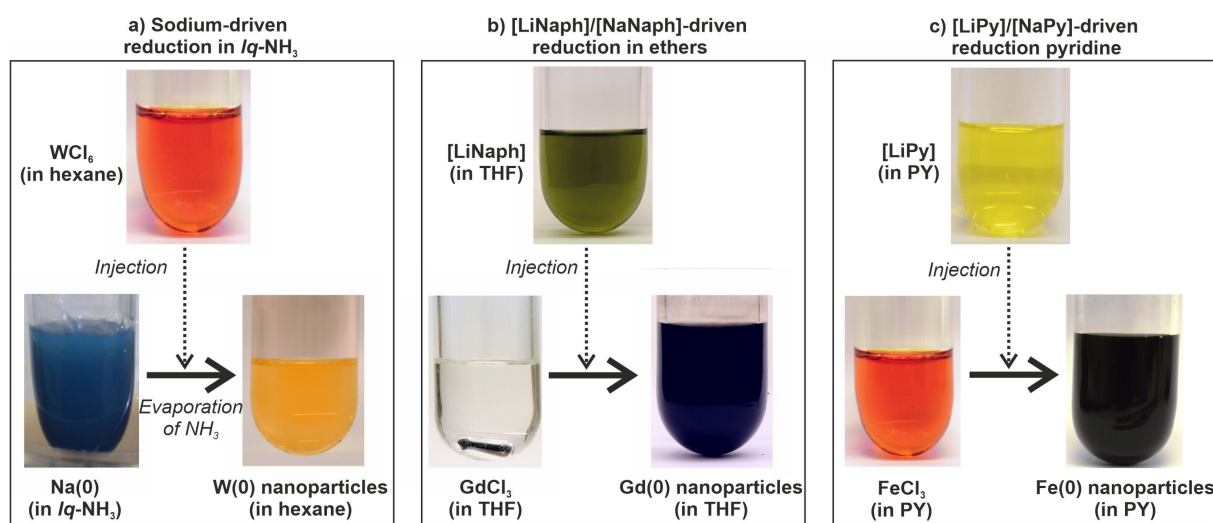 a) Sodium-driven
reduction in lq-NH₃
WCl₆
(in hexane)
Injection
Evaporation
of NH₃
Na(0)
(in lq-NH₃)
W(0) nanoparticles
(in hexane)
b) [LiNaph]/[NaNaph]-driven
reduction in ethers
[LiNaph]
(in THF)
Injection
GdCl₃
(in THF)
Gd(0) nanoparticles
(in THF)
c) [LiPy]/[NaPy]-driven
reduction pyridine
[LiPy]
(in PY)
Injection
FeCl₃
(in PY)
Fe(0) nanoparticles
(in PY)